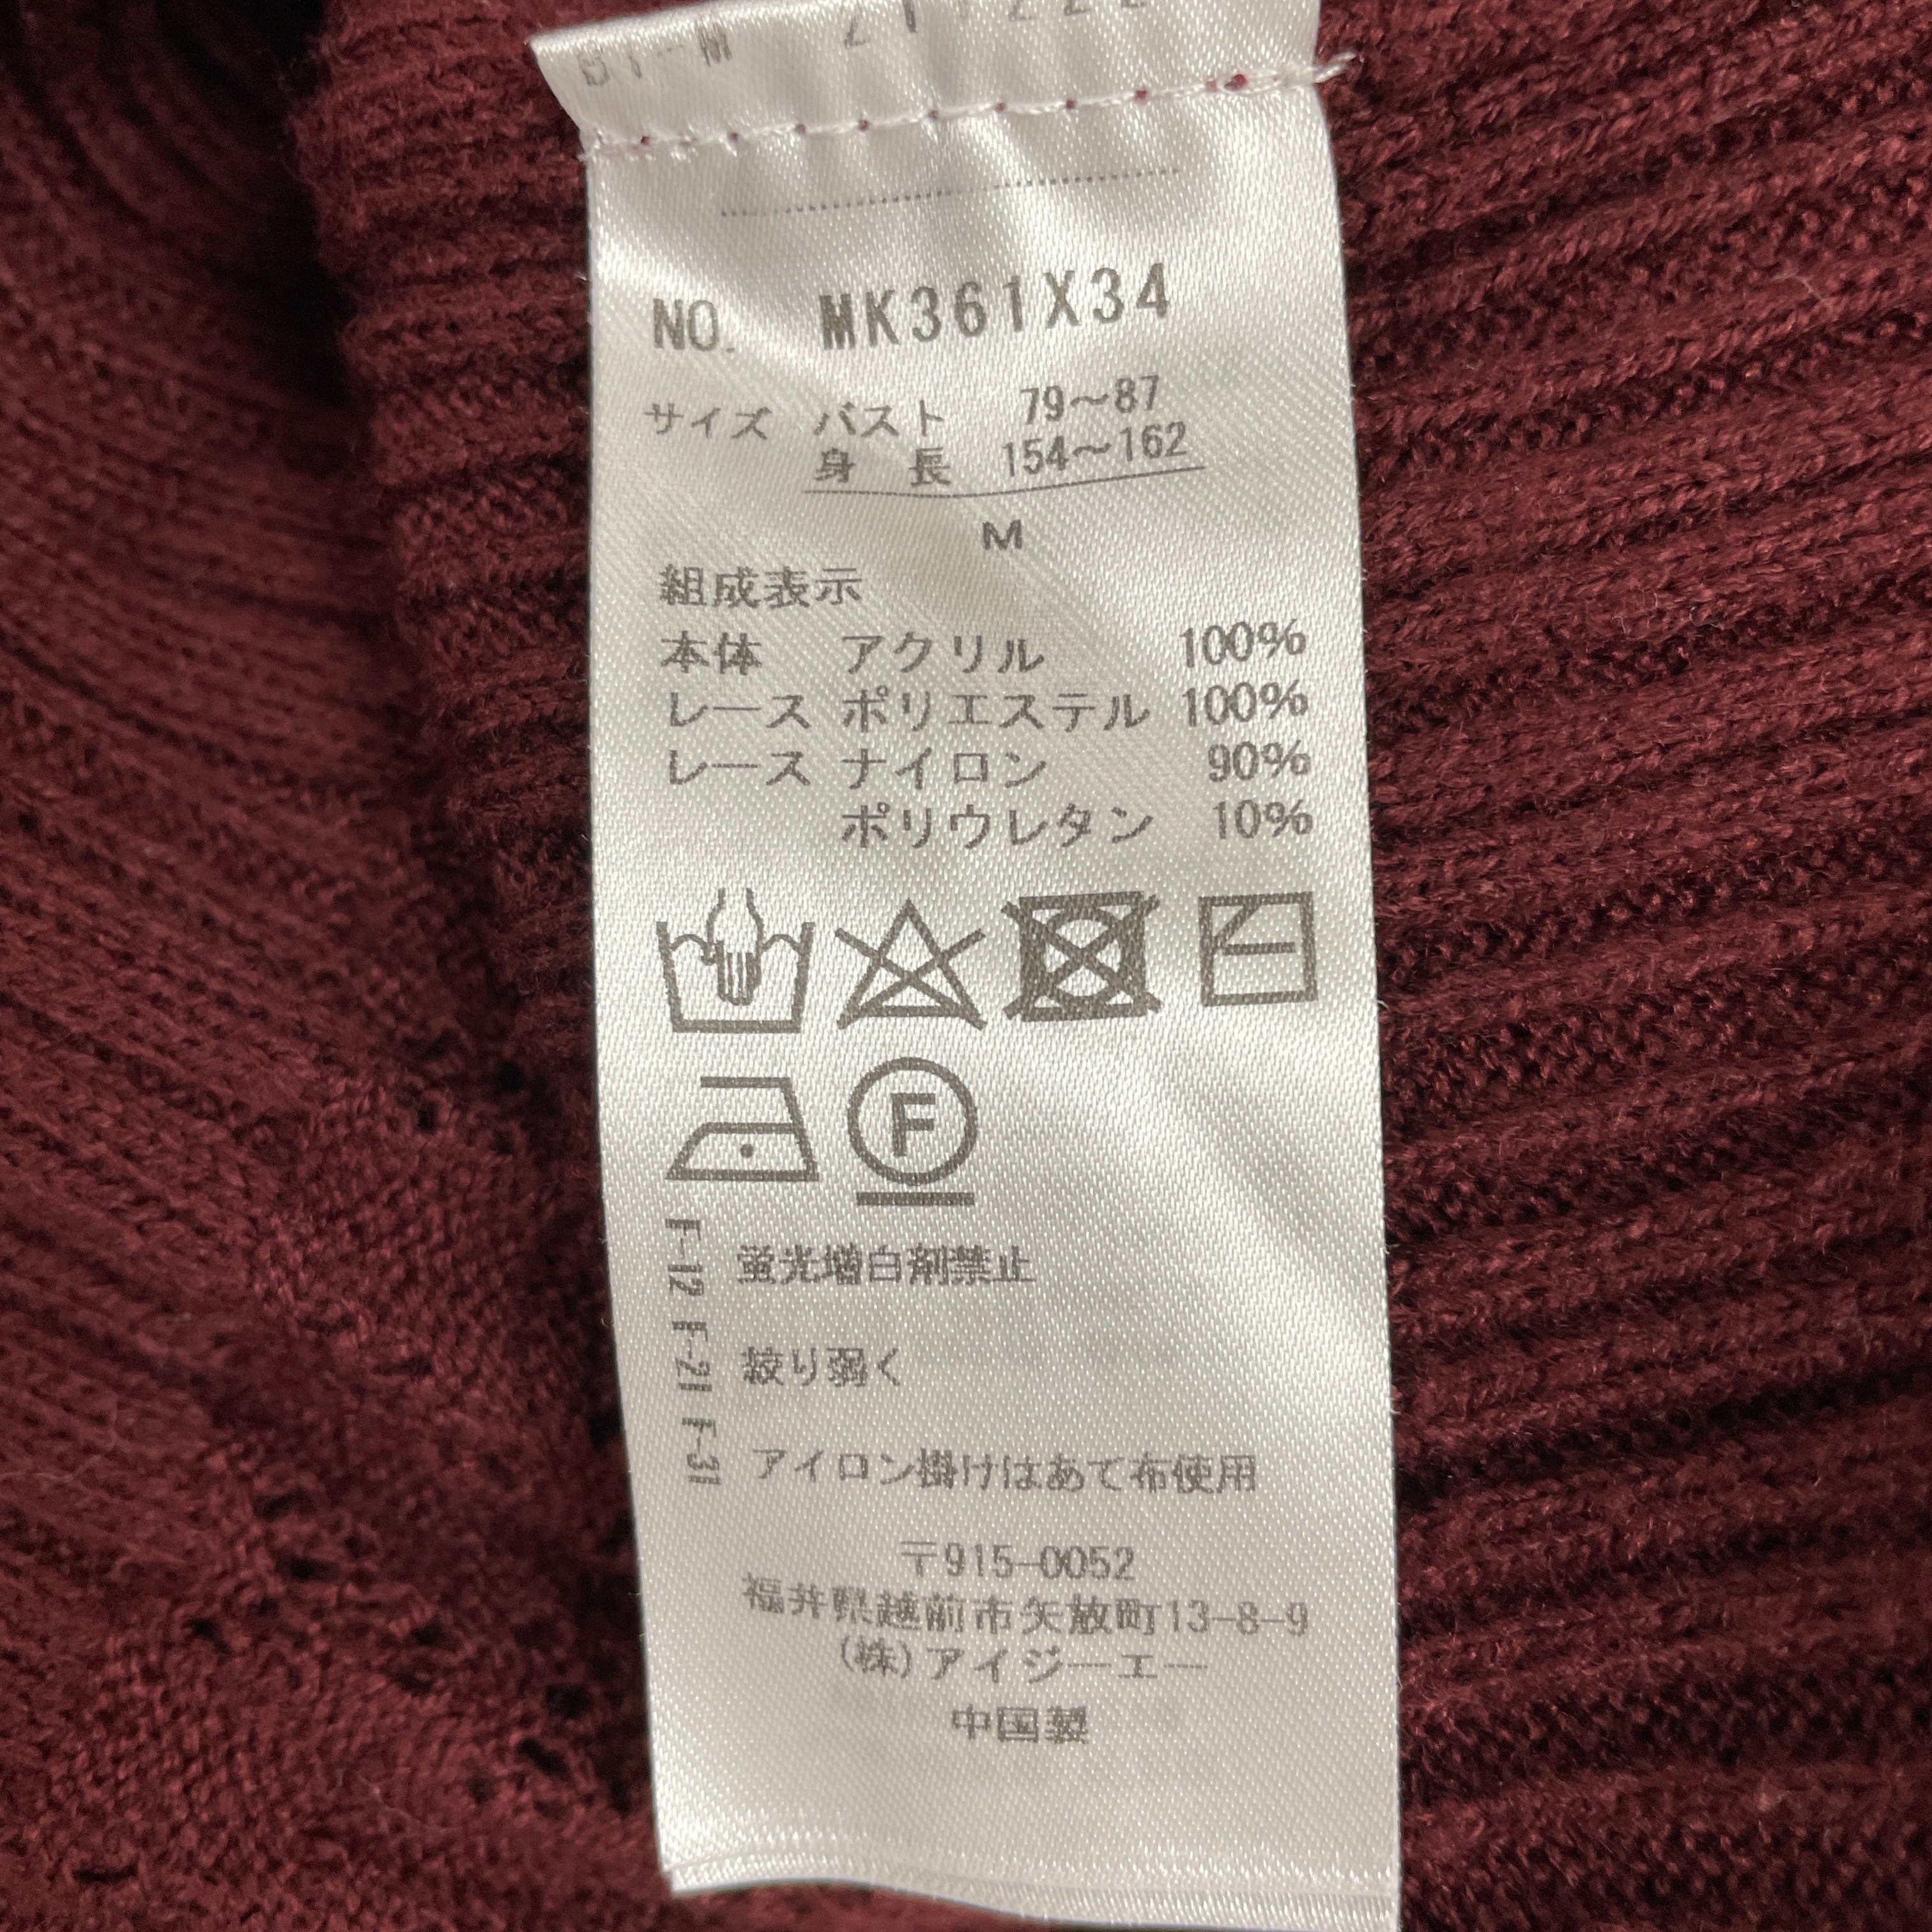 NO. MK361X34
サイズ バスト 79〜87
身長 154〜162
M
組成表示
本体 アクリル 100%
レース ポリエステル 100%
レース ナイロン 90%
ポリウレタン 10%
F
F-12 F-21 F-31
蛍光増白剤禁止
絞り弱く
アイロン掛けはあて布使用
〒915-0052
福井県越前市矢放町13-8-9
(株)アイジーエー
中国製